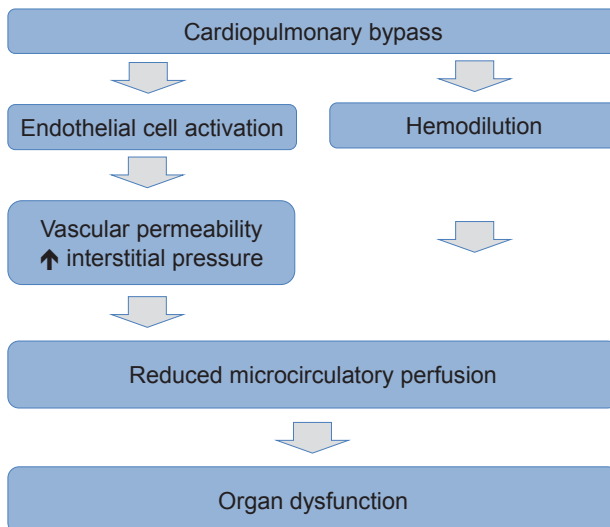 Cardiopulmonary bypass
Endothelial cell activation
Hemodilution
Vascular permeability
↑ interstitial pressure
Reduced microcirculatory perfusion
Organ dysfunction